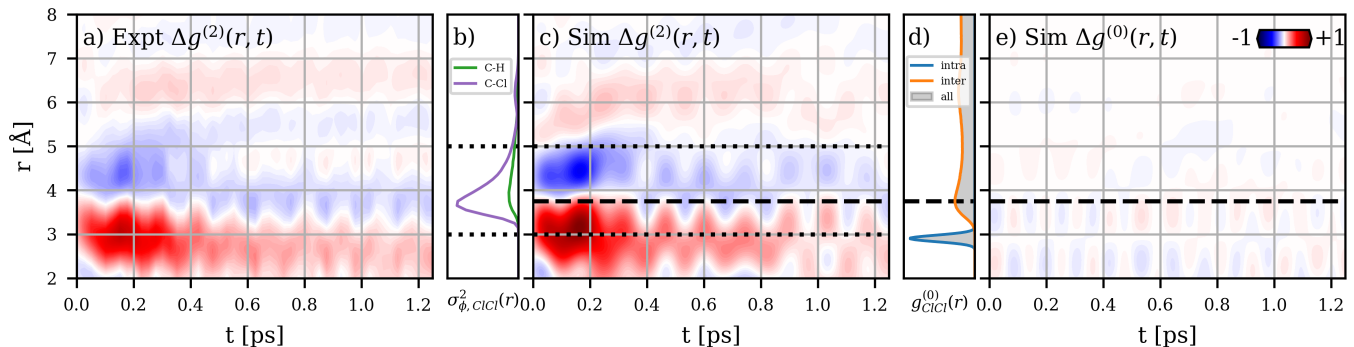 a) Expt Δg(2)(r, t)
b)
c) Sim Δg(2)(r, t)
d)
e) Sim Δg(0)(r, t)
-1
+1
C-H
C-Cl
intra
inter
all
r [Å]
8
7
6
5
4
3
2
0.0 0.2 0.4 0.6 0.8 1.0 1.2
t [ps]
σ²ϕ,ClCl(r)
0.0 0.2 0.4 0.6 0.8 1.0 1.2
t [ps]
g(0)ClCl(r)
0.0 0.2 0.4 0.6 0.8 1.0 1.2
t [ps]